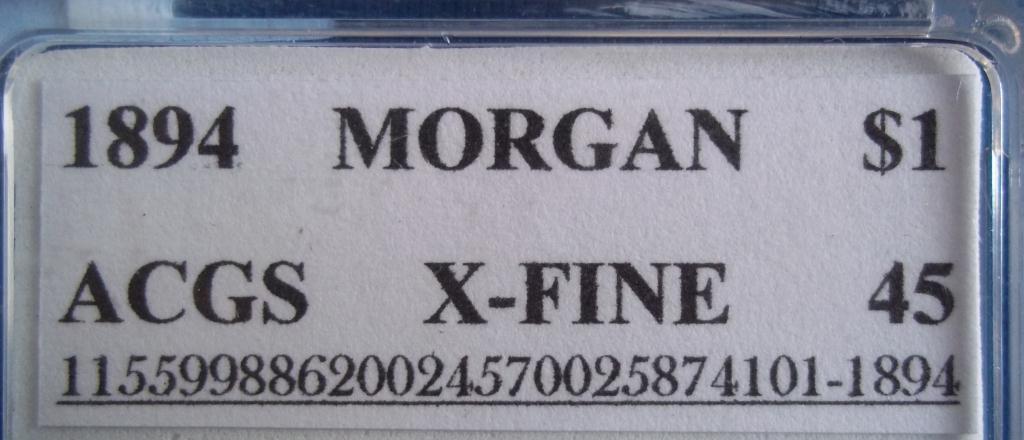 1894 MORGAN $1
ACGS X-FINE 45
11559988620024570025874101-1894